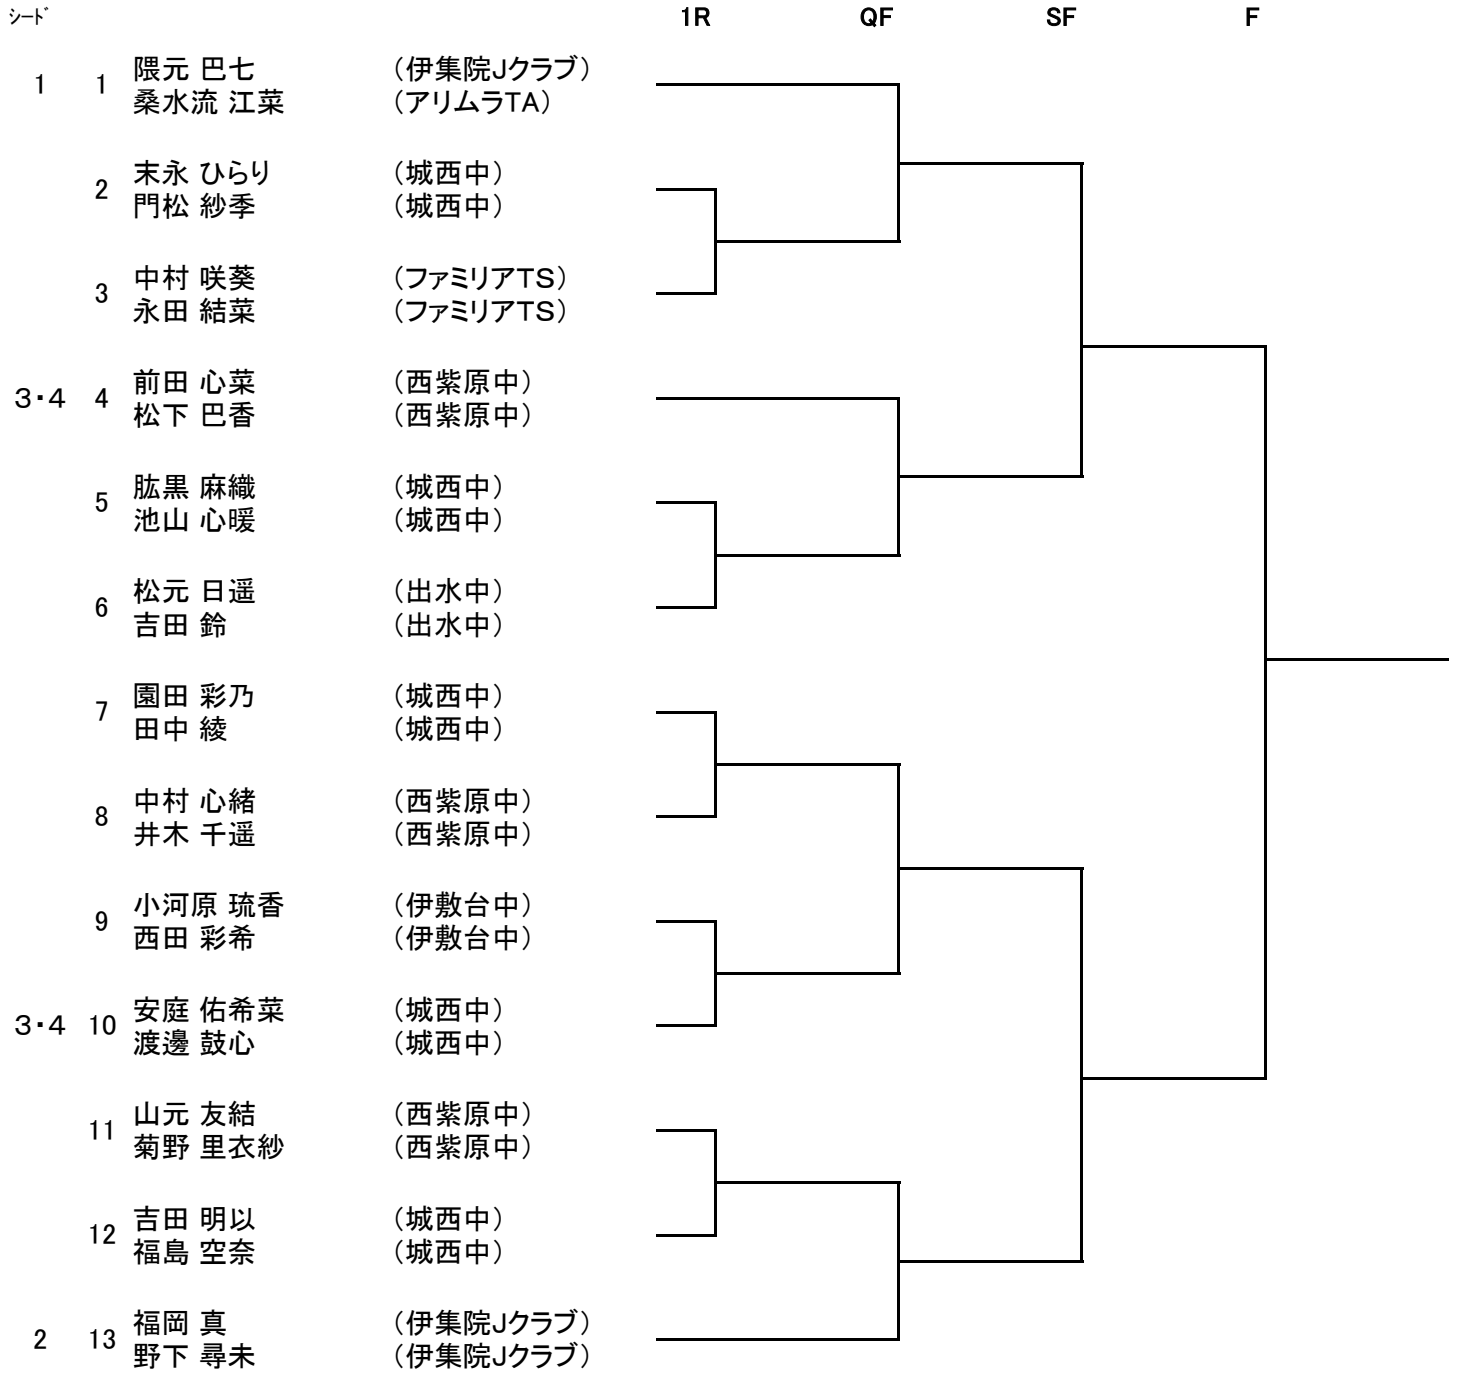 ｼｰﾄﾞ 1R QF SF F
1 1 隈元 巴七 （伊集院Jクラブ）
桑水流 江菜 （アリムラTA）
2 末永 ひらり （城西中）
門松 紗季 （城西中）
3 中村 咲葵 （ファミリアTS）
永田 結菜 （ファミリアTS）
3・4 4 前田 心菜 （西紫原中）
松下 巴香 （西紫原中）
5 肱黒 麻織 （城西中）
池山 心暖 （城西中）
6 松元 日遥 （出水中）
吉田 鈴 （出水中）
7 園田 彩乃 （城西中）
田中 綾 （城西中）
8 中村 心緒 （西紫原中）
井木 千遥 （西紫原中）
9 小河原 琉香 （伊敷台中）
西田 彩希 （伊敷台中）
3・4 10 安庭 佑希菜 （城西中）
渡邊 鼓心 （城西中）
11 山元 友結 （西紫原中）
菊野 里衣紗 （西紫原中）
12 吉田 明以 （城西中）
福島 空奈 （城西中）
2 13 福岡 真 （伊集院Jクラブ）
野下 尋未 （伊集院Jクラブ）